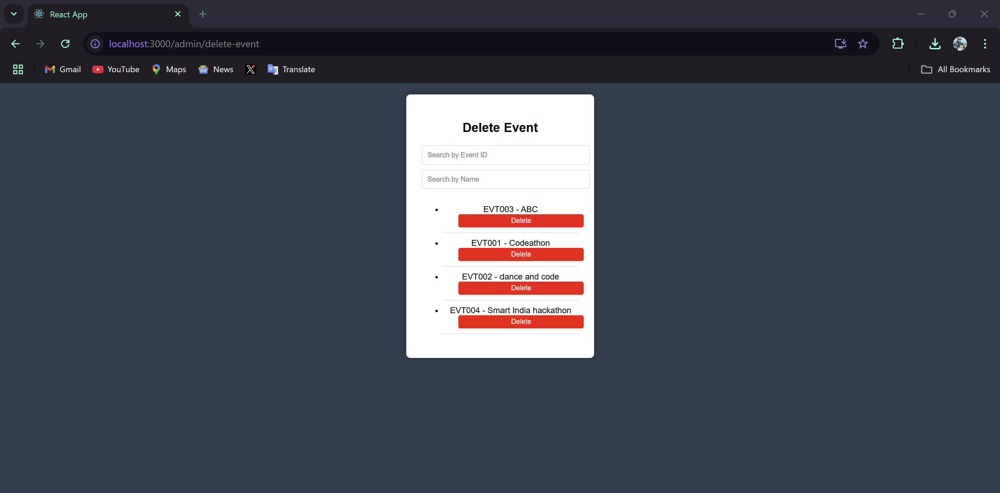 React App
localhost:3000/admin/delete-event
Gmail YouTube Maps News Translate All Bookmarks
Delete Event
Search by Event ID
Search by Name
EVT003 - ABC
Delete
EVT001 - Codeathon
Delete
EVT002 - dance and code
Delete
EVT004 - Smart India hackathon
Delete